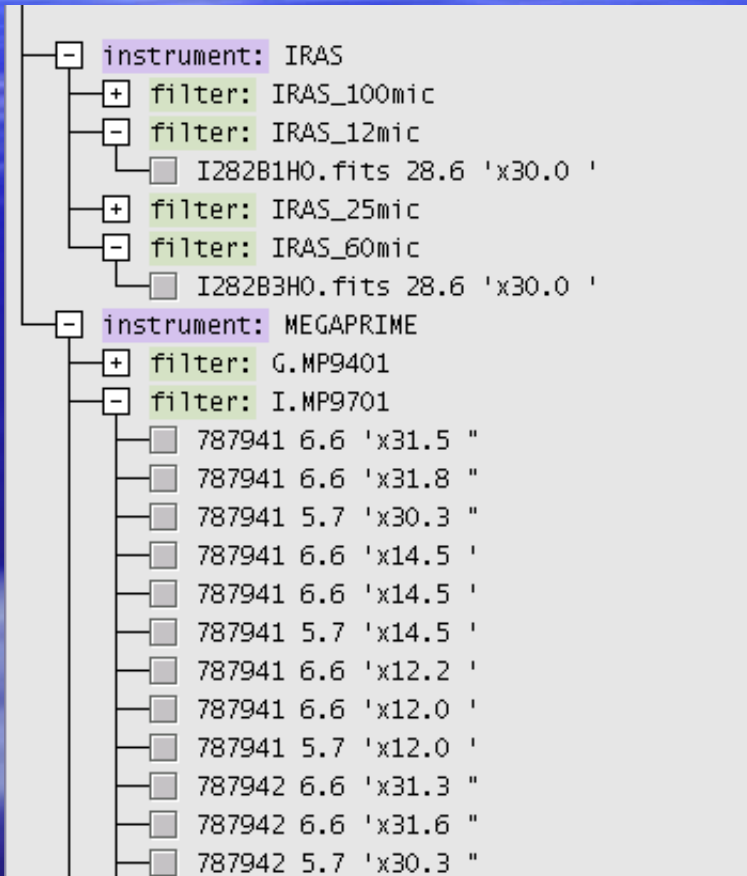 instrument: IRAS
filter: IRAS_100mic
filter: IRAS_12mic
I282B1H0.fits 28.6 'x30.0 '
filter: IRAS_25mic
filter: IRAS_60mic
I282B3H0.fits 28.6 'x30.0 '
instrument: MEGAPRIME
filter: G.MP9401
filter: I.MP9701
787941 6.6 'x31.5 "
787941 6.6 'x31.8 "
787941 5.7 'x30.3 "
787941 6.6 'x14.5 '
787941 6.6 'x14.5 '
787941 5.7 'x14.5 '
787941 6.6 'x12.2 '
787941 6.6 'x12.0 '
787941 5.7 'x12.0 '
787942 6.6 'x31.3 "
787942 6.6 'x31.6 "
787942 5.7 'x30.3 "